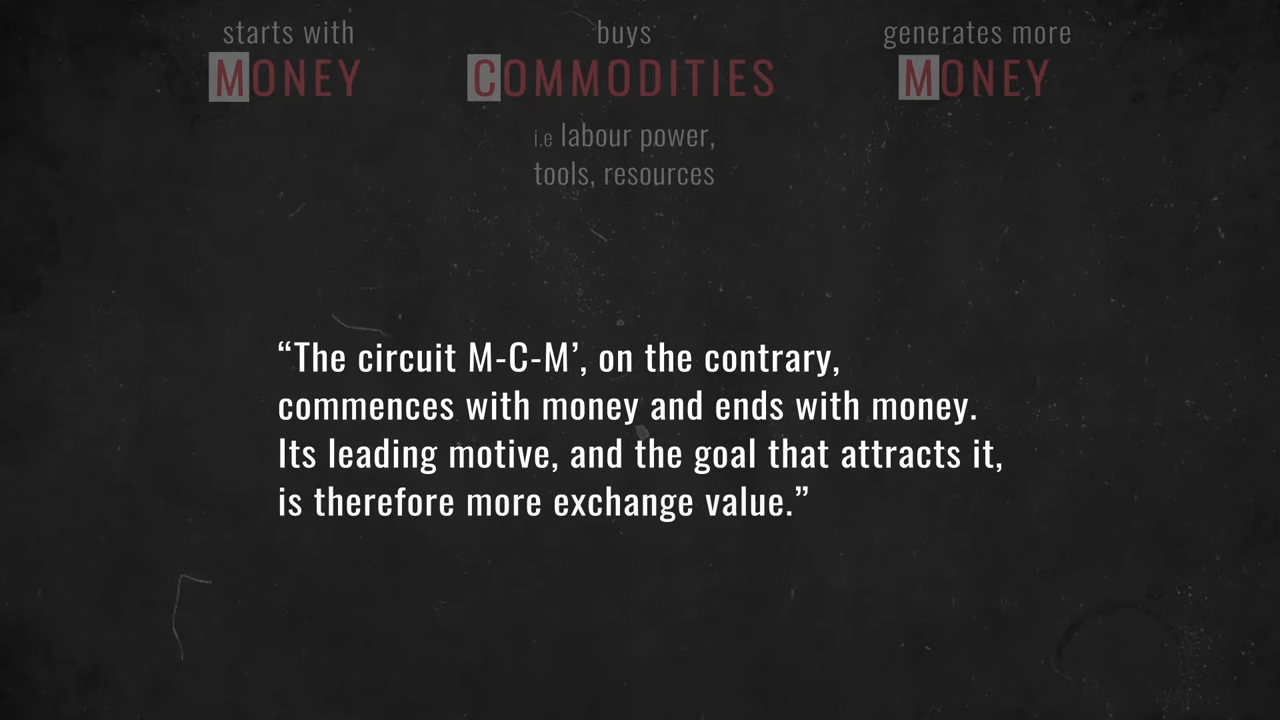 starts with buys generates more
MONEY COMMODITIES MONEY
i.e labour power,
tools, resources
“The circuit M-C-M’, on the contrary,
commences with money and ends with money.
Its leading motive, and the goal that attracts it,
is therefore more exchange value.”